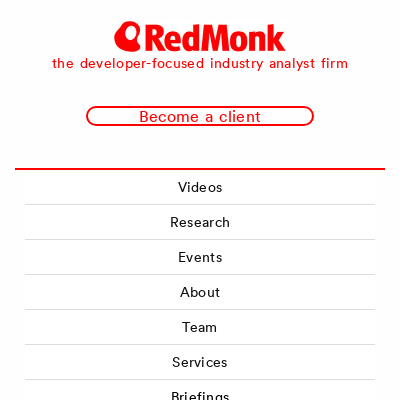 RedMonk
the developer-focused industry analyst firm
Become a client
Videos
Research
Events
About
Team
Services
Briefings